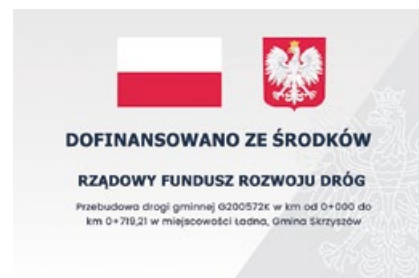 DOFINANSOWANO ZE ŚRODKÓW
RZĄDOWY FUNDUSZ ROZWOJU DRÓG
Przebudowa drogi gminnej G200572K w km od 0+000 do
km 0+719,21 w miejscowości Ładna, Gmina Skrzyszów